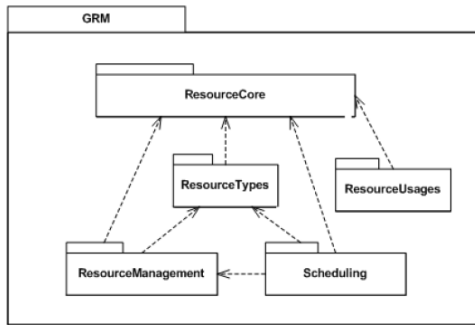 GRM
ResourceCore
ResourceTypes
ResourceUsages
ResourceManagement
Scheduling